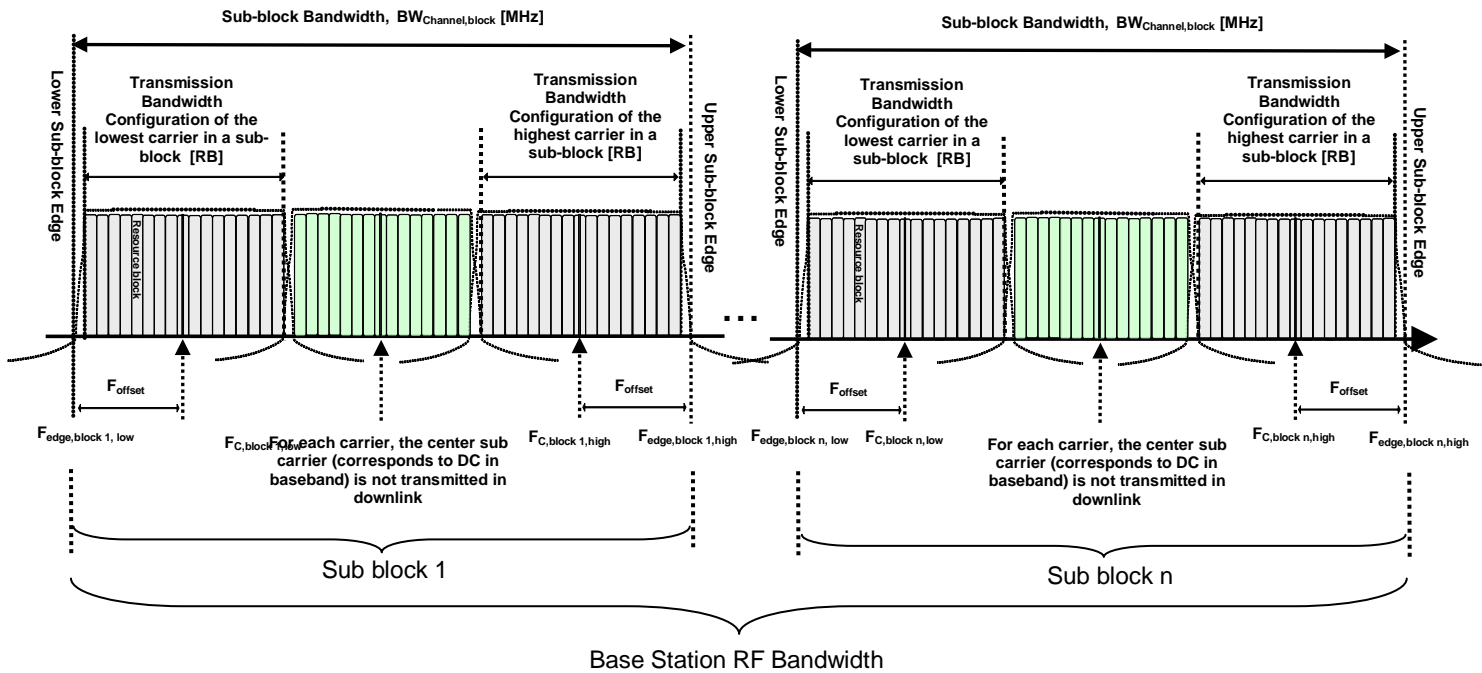 Sub-block Bandwidth, BWChannel,block [MHz]
Sub-block Bandwidth, BWChannel,block [MHz]
Lower Sub-block Edge
Transmission
Bandwidth
Configuration of the
lowest carrier in a sub-
block [RB]
Transmission
Bandwidth
Configuration of the
highest carrier in a
sub-block [RB]
Upper Sub-block Edge
Lower Sub-block Edge
Transmission
Bandwidth
Configuration of the
lowest carrier in a
sub-block [RB]
Transmission
Bandwidth
Configuration of the
highest carrier in a
sub-block [RB]
Upper Sub-block Edge
Resource block
...
Resource block
Foffset
Foffset
Foffset
Foffset
Fedge,block 1, low
FC,block 1,low
For each carrier, the center sub
carrier (corresponds to DC in
baseband) is not transmitted in
downlink
FC,block 1,high
Fedge,block 1,high
Fedge,block n, low
FC,block n,low
For each carrier, the center sub
carrier (corresponds to DC in
baseband) is not transmitted in
downlink
FC,block n,high
Fedge,block n,high
Sub block 1
Sub block n
Base Station RF Bandwidth